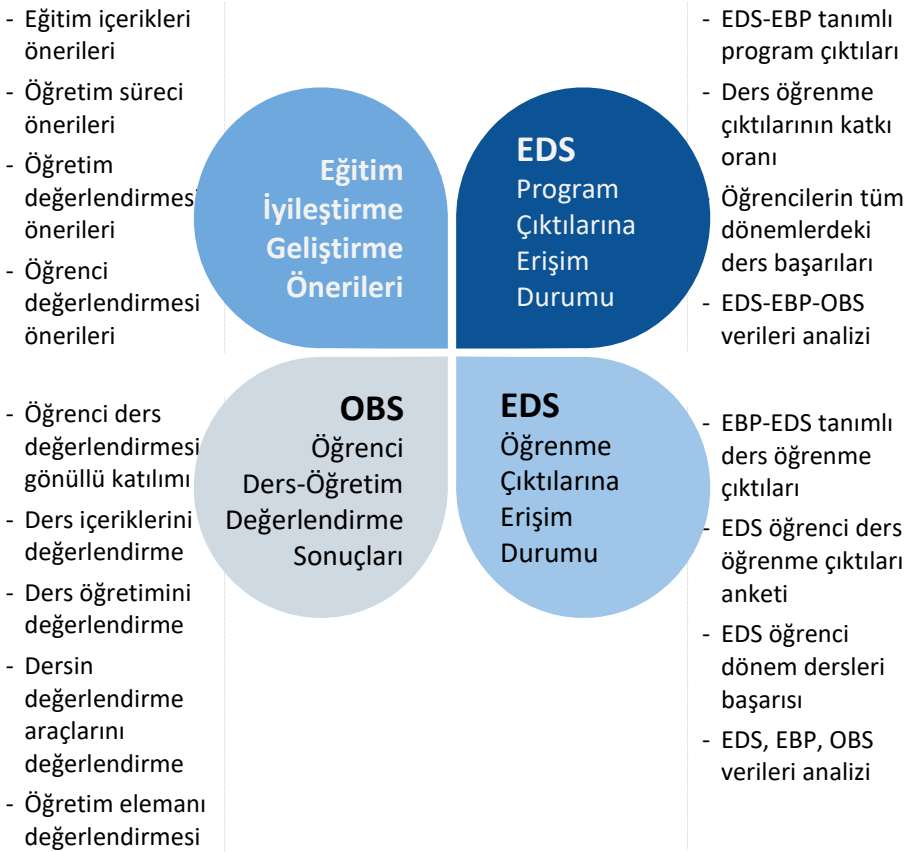 - Eğitim içerikleri
önerileri
- Öğretim süreci
önerileri
- Öğretim
değerlendirmesi
önerileri
- Öğrenci
değerlendirmesi
önerileri
Eğitim
İyileştirme
Geliştirme
Önerileri
EDS
Program
Çıktılarına
Erişim
Durumu
- EDS-EBP tanımlı
program çıktıları
- Ders öğrenme
çıktılarının katkı
oranı
Öğrencilerin tüm
dönemlerdeki
ders başarıları
- EDS-EBP-OBS
verileri analizi
- Öğrenci ders
değerlendirmesi
gönüllü katılımı
- Ders içeriklerini
değerlendirme
- Ders öğretimini
değerlendirme
- Dersin
değerlendirme
araçlarını
değerlendirme
- Öğretim elemanı
değerlendirmesi
OBS
Öğrenci
Ders-Öğretim
Değerlendirme
Sonuçları
EDS
Öğrenme
Çıktılarına
Erişim
Durumu
- EBP-EDS tanımlı
ders öğrenme
çıktıları
- EDS öğrenci ders
öğrenme çıktıları
anketi
- EDS öğrenci
dönem dersleri
başarısı
- EDS, EBP, OBS
verileri analizi